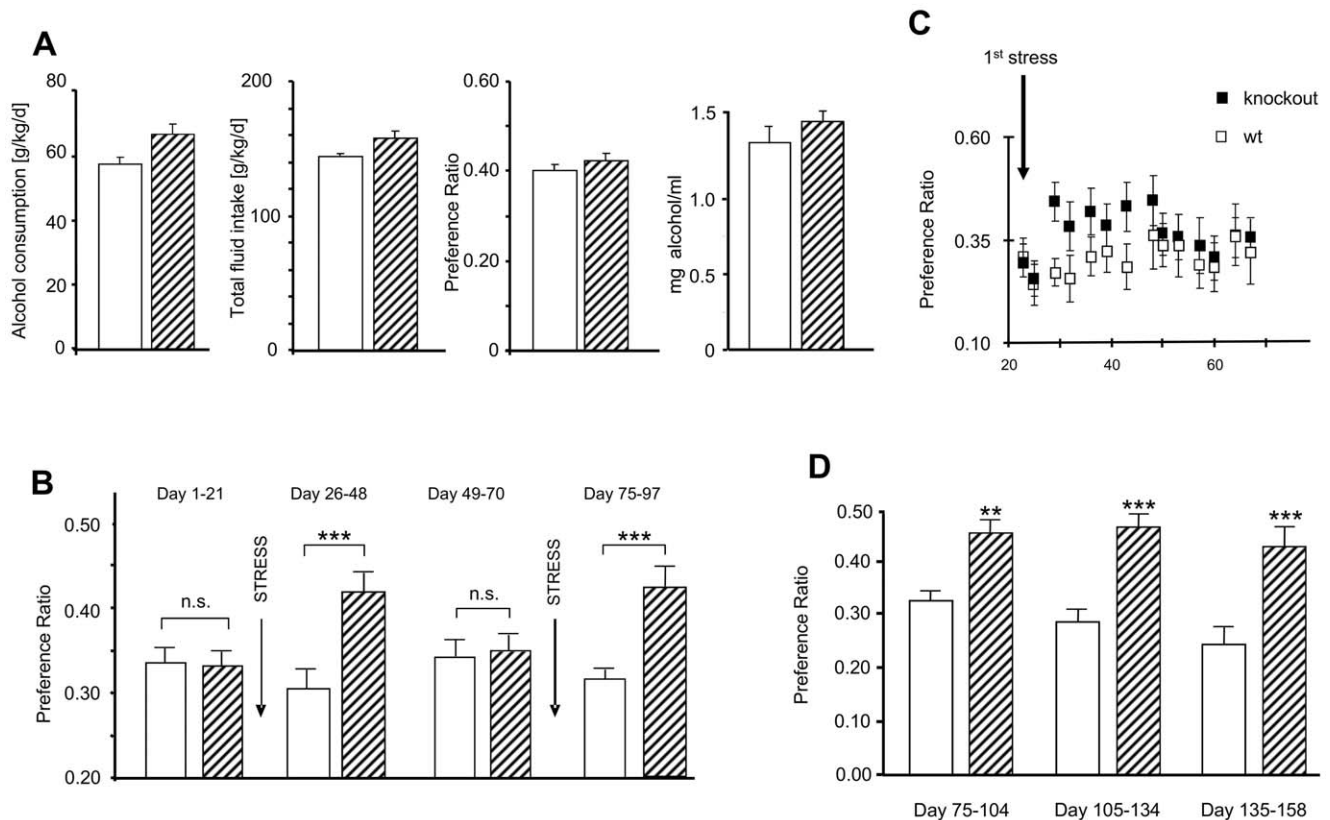 A
Alcohol consumption [g/kg/d]
80
60
40
20
0
Total fluid intake [g/kg/d]
200
100
0
Preference Ratio
0.60
0.40
0.20
0.00
mg alcohol/ml
1.5
1.0
0.5
0
C
1st stress
knockout
wt
Preference Ratio
0.60
0.35
0.10
20
40
60
B
Day 1-21
Day 26-48
Day 49-70
Day 75-97
Preference Ratio
0.50
0.40
0.30
0.20
n.s.
STRESS
***
n.s.
STRESS
***
D
Preference Ratio
0.50
0.40
0.30
0.20
0.10
0.00
**
***
***
Day 75-104
Day 105-134
Day 135-158